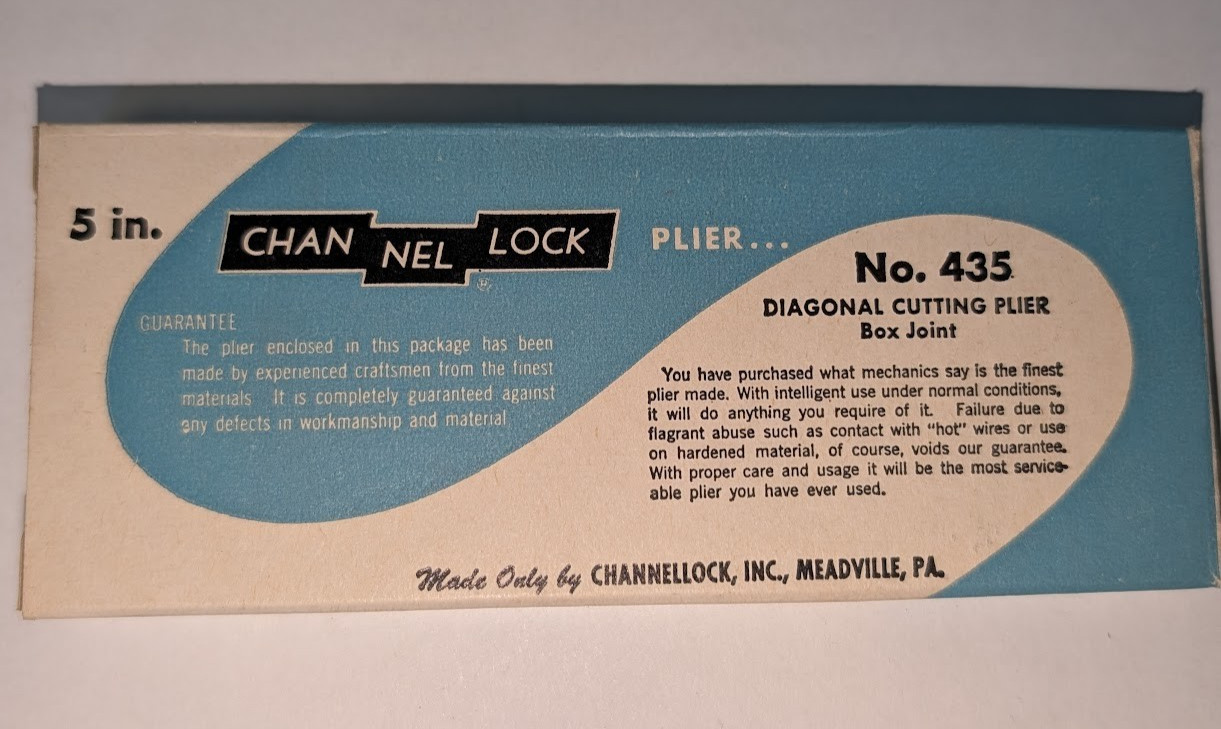 5 in.
CHANNELLOCK ®
PLIER...
GUARANTEE
The plier enclosed in this package has been
made by experienced craftsmen from the finest
materials It is completely guaranteed against
any defects in workmanship and material
No. 435
DIAGONAL CUTTING PLIER
Box Joint
You have purchased what mechanics say is the finest
plier made. With intelligent use under normal conditions,
it will do anything you require of it. Failure due to
flagrant abuse such as contact with "hot" wires or use
on hardened material, of course, voids our guarantee.
With proper care and usage it will be the most service-
able plier you have ever used.
Made Only by CHANNELLOCK, INC., MEADVILLE, PA.